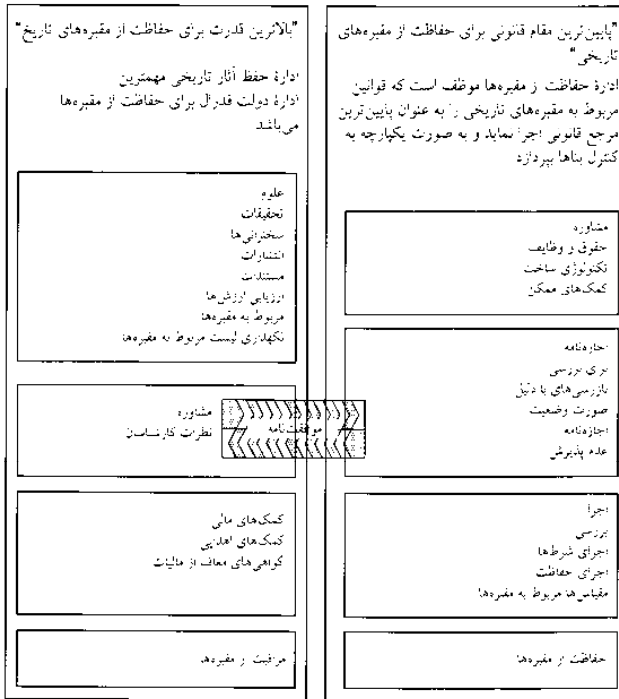 "پایین‌ترین مقام قانونی برای حفاظت از مقبره‌های
تاریخی"
ادارهٔ حفاظت از مقبره‌ها موظف است که قوانین
مربوط به مقبره‌های تاریخی را به عنوان پایین‌ترین
مرجع قانونی اجرا نماید و به صورت یکپارچه به
کنترل بناها بپردازد
مشاوره
حقوق و وظایف
تکنولوژی ساخت
کمک‌های ممکن
اجازه‌نامه
برای بررسی
بازرسی‌های با دلیل
صورت وضعیت
اجازه‌نامه
عدم پذیرش
اجرا
بررسی
اجرای شرط‌ها
اجرای حفاظت
مقیاس‌ها مربوط به مقبره‌ها
حفاظت از مقبره‌ها
موافقت‌نامه
"بالاترین قدرت برای حفاظت از مقبره‌های تاریخ"
ادارهٔ حفظ آثار تاریخی مهمترین
ادارهٔ دولت فدرال برای حفاظت از مقبره‌ها
می‌باشد
علوم
تحقیقات
سخنرانی‌ها
انتشارات
مستندات
ارزیابی ارزش‌ها
مربوط به مقبره‌ها
نگهداری لیست مربوط به مقبره‌ها
مشاوره
نظرات کارشناسان
کمک‌های مالی
کمک‌های اهدایی
گواهی‌های معاف از مالیات
مراقبت از مقبره‌ها